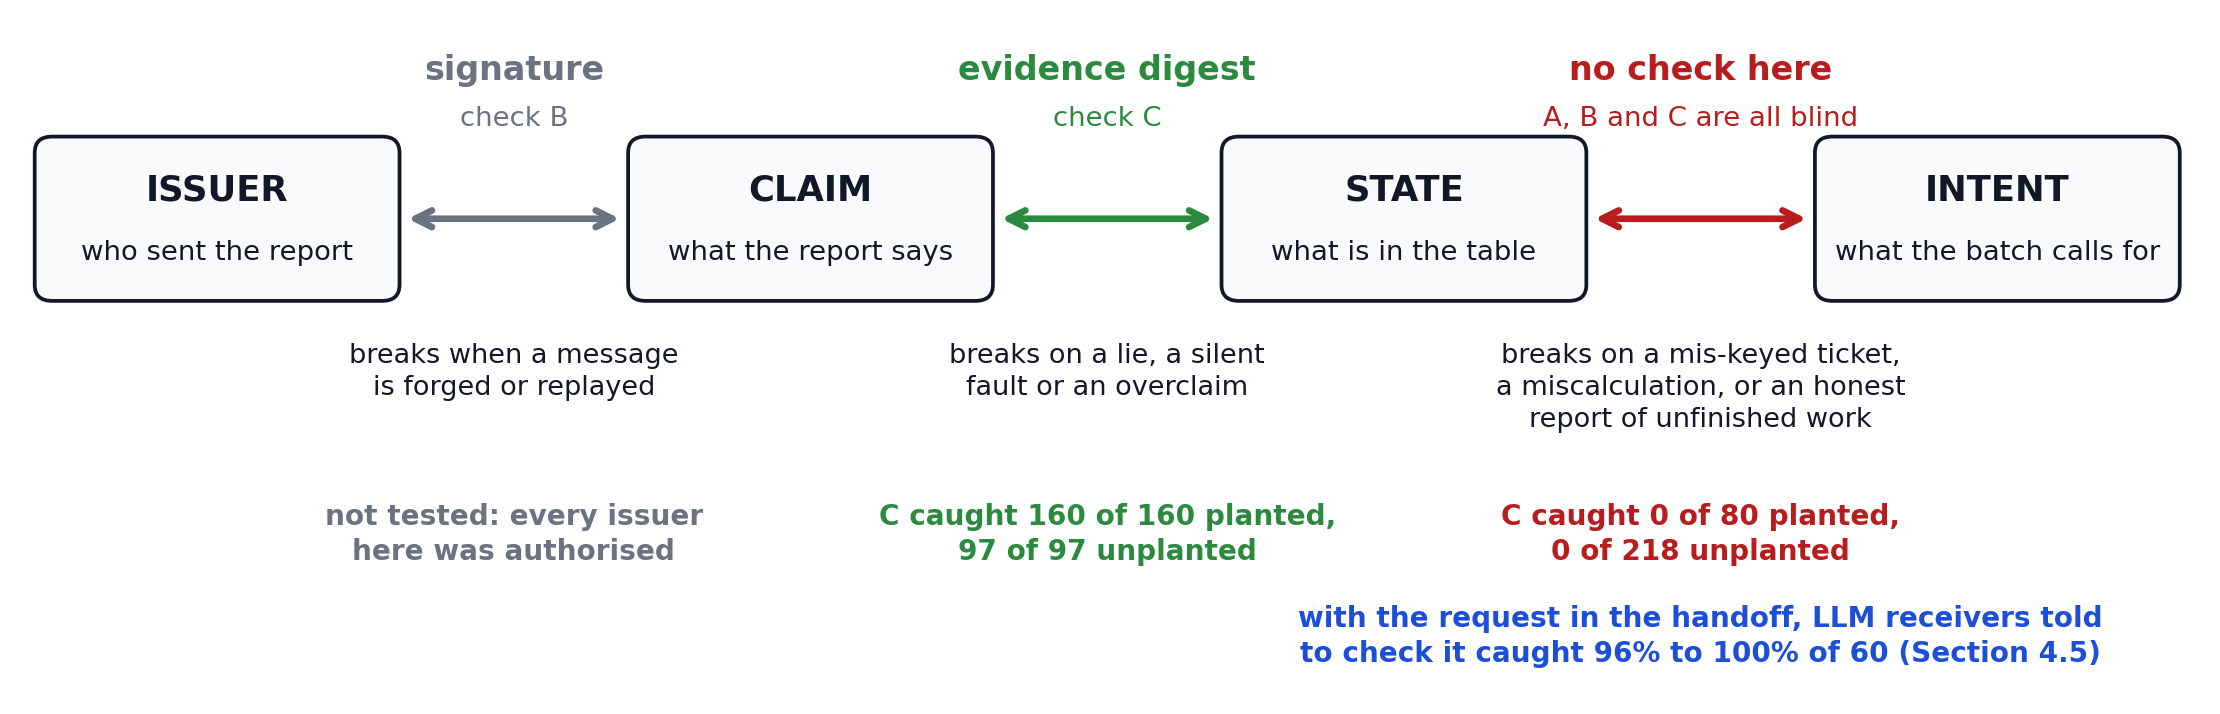 signature
check B
evidence digest
check C
no check here
A, B and C are all blind
ISSUER
who sent the report
CLAIM
what the report says
STATE
what is in the table
INTENT
what the batch calls for
breaks when a message
is forged or replayed
breaks on a lie, a silent
fault or an overclaim
breaks on a mis-keyed ticket,
a miscalculation, or an honest
report of unfinished work
not tested: every issuer
here was authorised
C caught 160 of 160 planted,
97 of 97 unplanted
C caught 0 of 80 planted,
0 of 218 unplanted
with the request in the handoff, LLM receivers told
to check it caught 96% to 100% of 60 (Section 4.5)